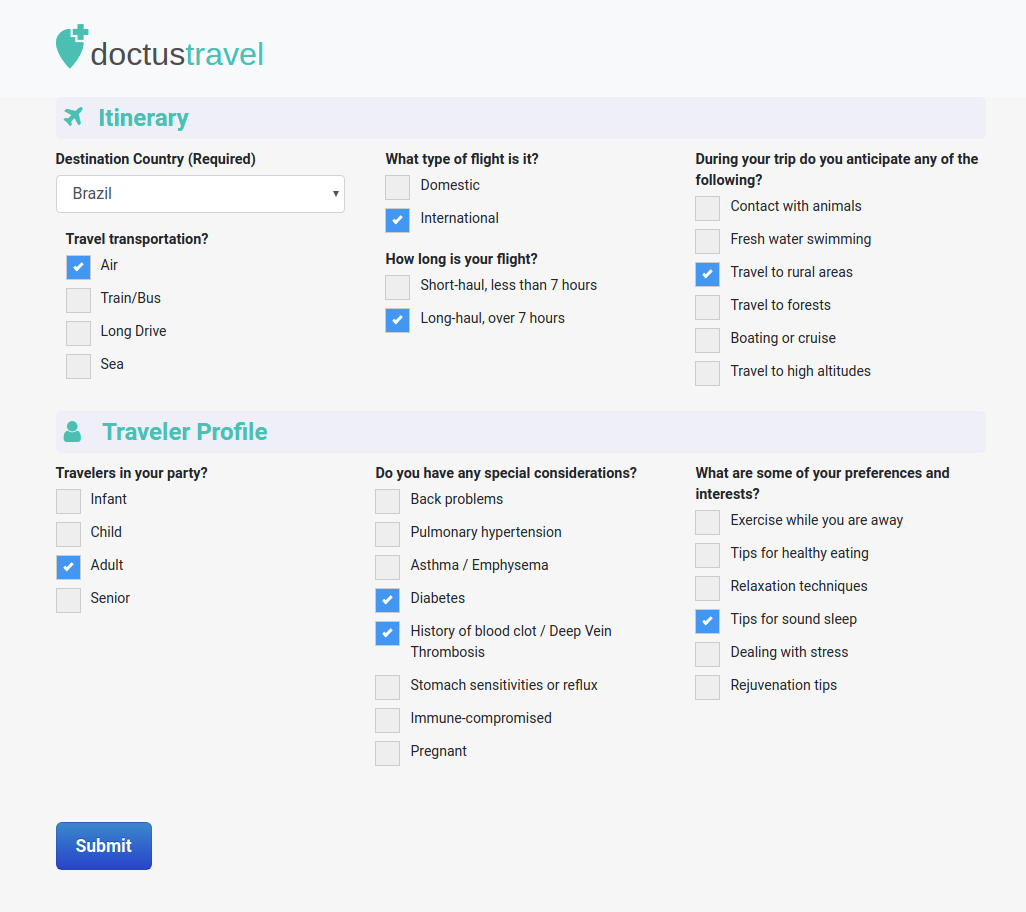 doctustravel
Itinerary
Destination Country (Required)
Brazil
Travel transportation?
Air
Train/Bus
Long Drive
Sea
What type of flight is it?
Domestic
International
How long is your flight?
Short-haul, less than 7 hours
Long-haul, over 7 hours
During your trip do you anticipate any of the
following?
Contact with animals
Fresh water swimming
Travel to rural areas
Travel to forests
Boating or cruise
Travel to high altitudes
Traveler Profile
Travelers in your party?
Infant
Child
Adult
Senior
Do you have any special considerations?
Back problems
Pulmonary hypertension
Asthma / Emphysema
Diabetes
History of blood clot / Deep Vein
Thrombosis
Stomach sensitivities or reflux
Immune-compromised
Pregnant
What are some of your preferences and
interests?
Exercise while you are away
Tips for healthy eating
Relaxation techniques
Tips for sound sleep
Dealing with stress
Rejuvenation tips
Submit